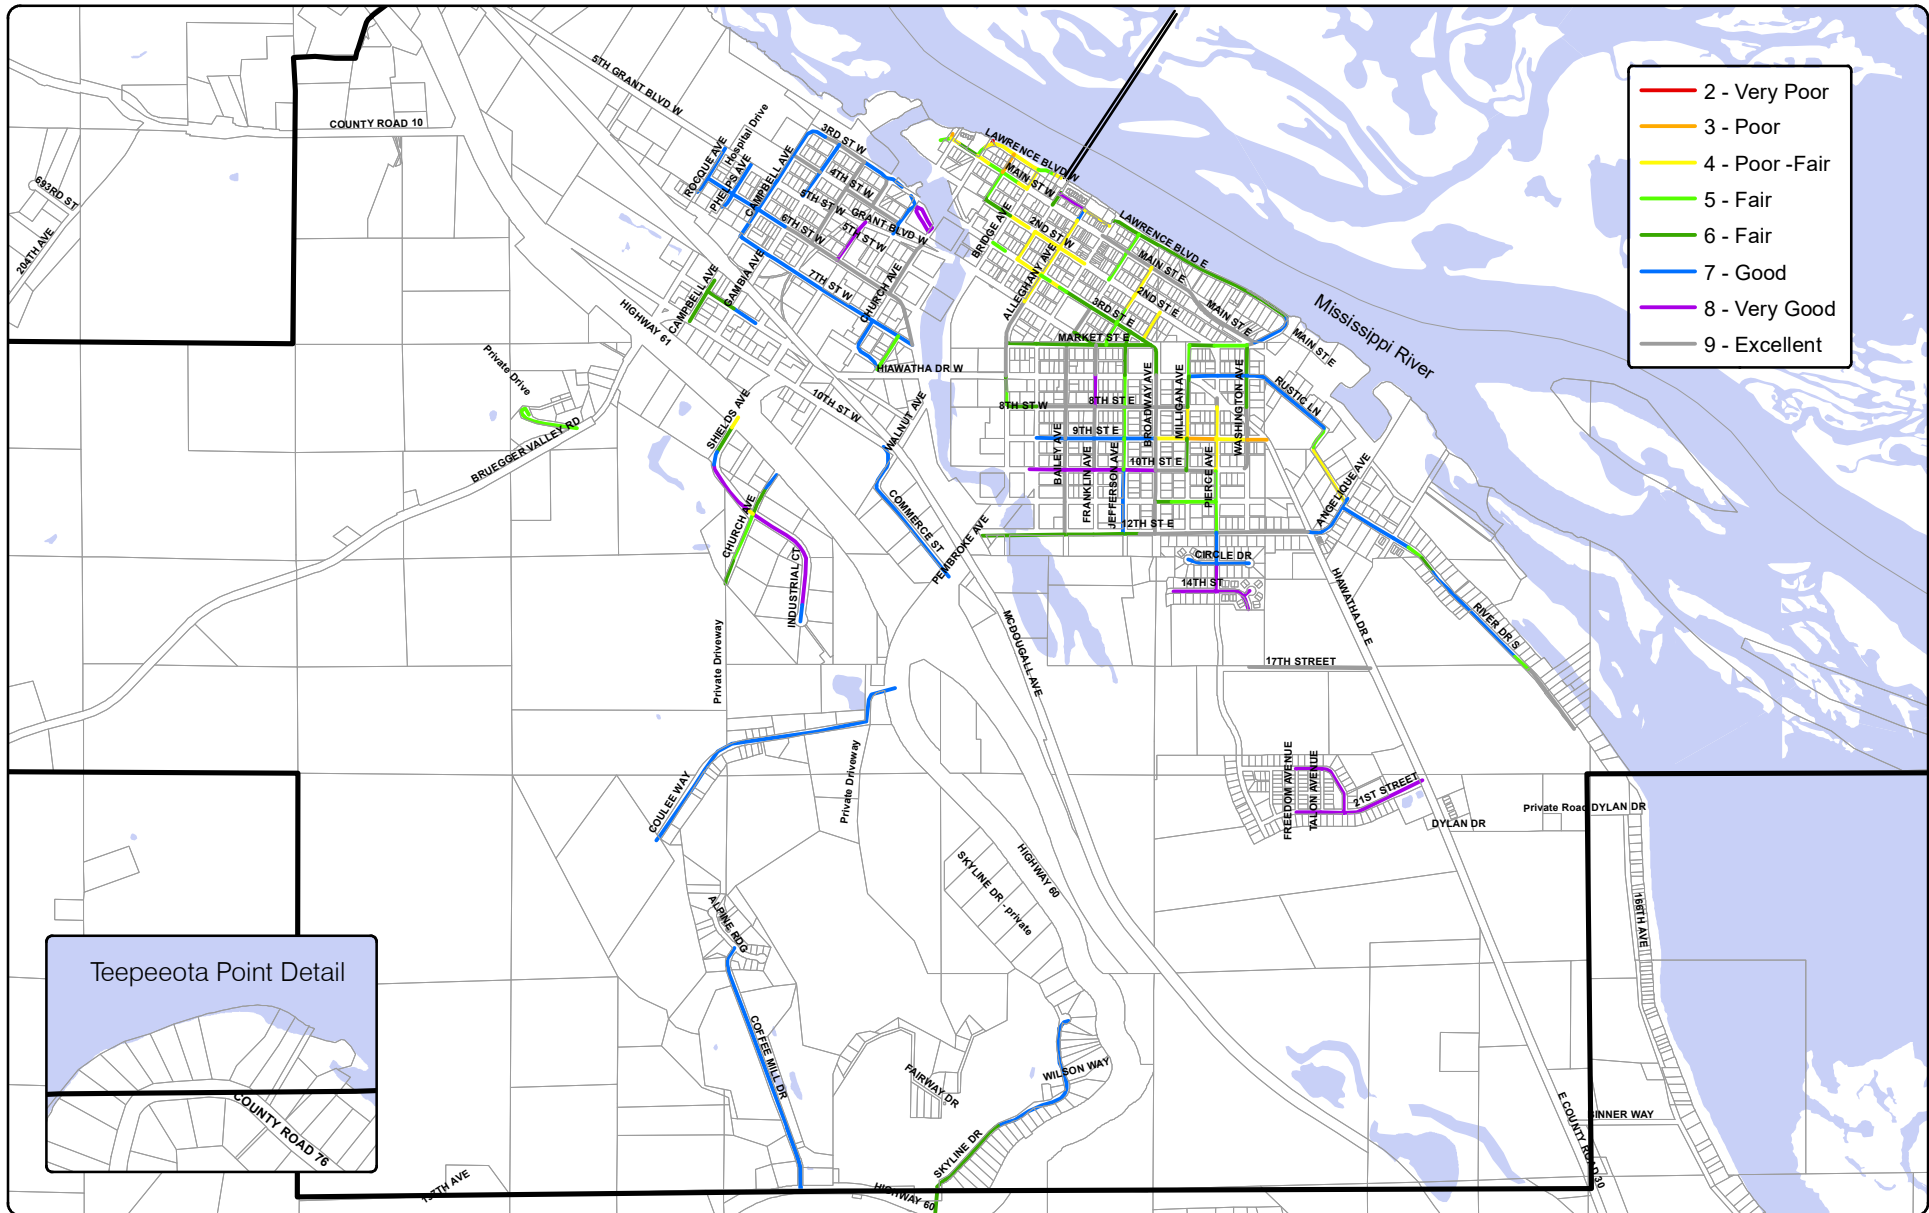 2 - Very Poor
3 - Poor
4 - Poor -Fair
5 - Fair
6 - Fair
7 - Good
8 - Very Good
9 - Excellent
5TH GRANT BLVD W
COUNTY ROAD 10
693RD ST
204TH AVE
ROCQUE AVE
Hospital Drive
PHELPS AVE
CAMPBELL AVE
3RD ST W
4TH ST W
5TH ST W
GRANT BLVD W
6TH ST W
5TH ST W
7TH ST W
CHURCH AVE
GAMBIA AVE
CAMPBELL AVE
HIGHWAY 61
LAWRENCE BLVD W
MAIN ST W
BRIDGE AVE
2ND ST W
ALLEGHANY AVE
LAWRENCE BLVD E
MAIN ST E
2ND ST E
MAIN ST E
MAIN ST E
3RD ST E
Mississippi River
MARKET ST E
HIAWATHA DR W
Private Drive
BRUEGGER VALLEY RD
SHIELDS AVE
10TH ST W
WALNUT AVE
8TH ST W
8TH ST E
BROADWAY AVE
MILLIGAN AVE
WASHINGTON AVE
RUSTIC LN
9TH ST E
BAILEY AVE
FRANKLIN AVE
JEFFERSON AVE
10TH ST E
PIERCE AVE
ANGELIQUE AVE
12TH ST E
CHURCH AVE
COMMERCE ST
PEMBROKE AVE
INDUSTRIAL CT
CIRCLE DR
14TH ST
HIAWATHA DR E
RIVER DR S
Private Driveway
MCDOUGALL AVE
17TH STREET
COULEE WAY
Private Driveway
FREEDOM AVENUE
TALON AVENUE
21ST STREET
DYLAN DR
Private Road
DYLAN DR
HIGHWAY 60
SKYLINE DR - private
166TH AVE
ALPINE RDG
COFFEE MILL DR
FAIRWAY DR
WILSON WAY
SKYLINE DR
HIGHWAY 60
E COUNTY ROAD 30
BINNER WAY
Teepeeota Point Detail
COUNTY ROAD 76